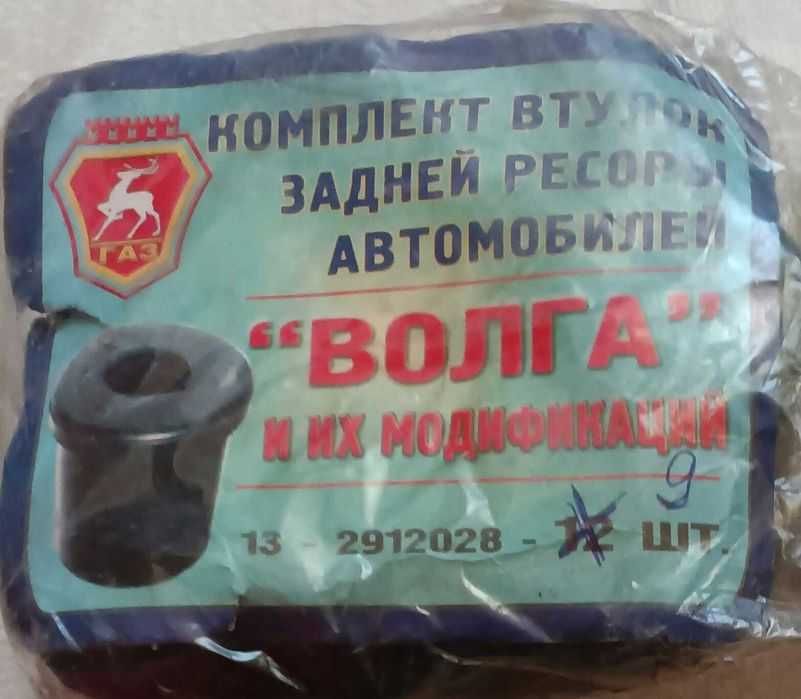 КОМПЛЕКТ ВТУЛОК
ЗАДНЕЙ РЕСОРЫ
АВТОМОБИЛЕЙ
ГАЗ
"ВОЛГА"
И ИХ МОДИФИКАЦИЙ
9
13 - 2912028 - 12 ШТ.